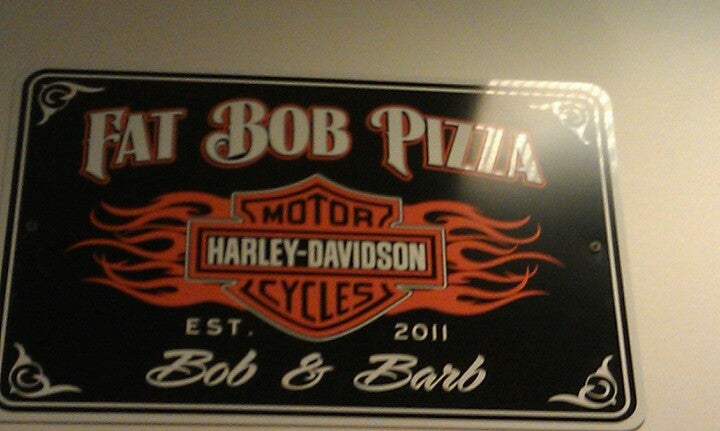 FAT BOB PIZZA
MOTOR
HARLEY-DAVIDSON
CYCLES
EST. 2011
Bob & Barb